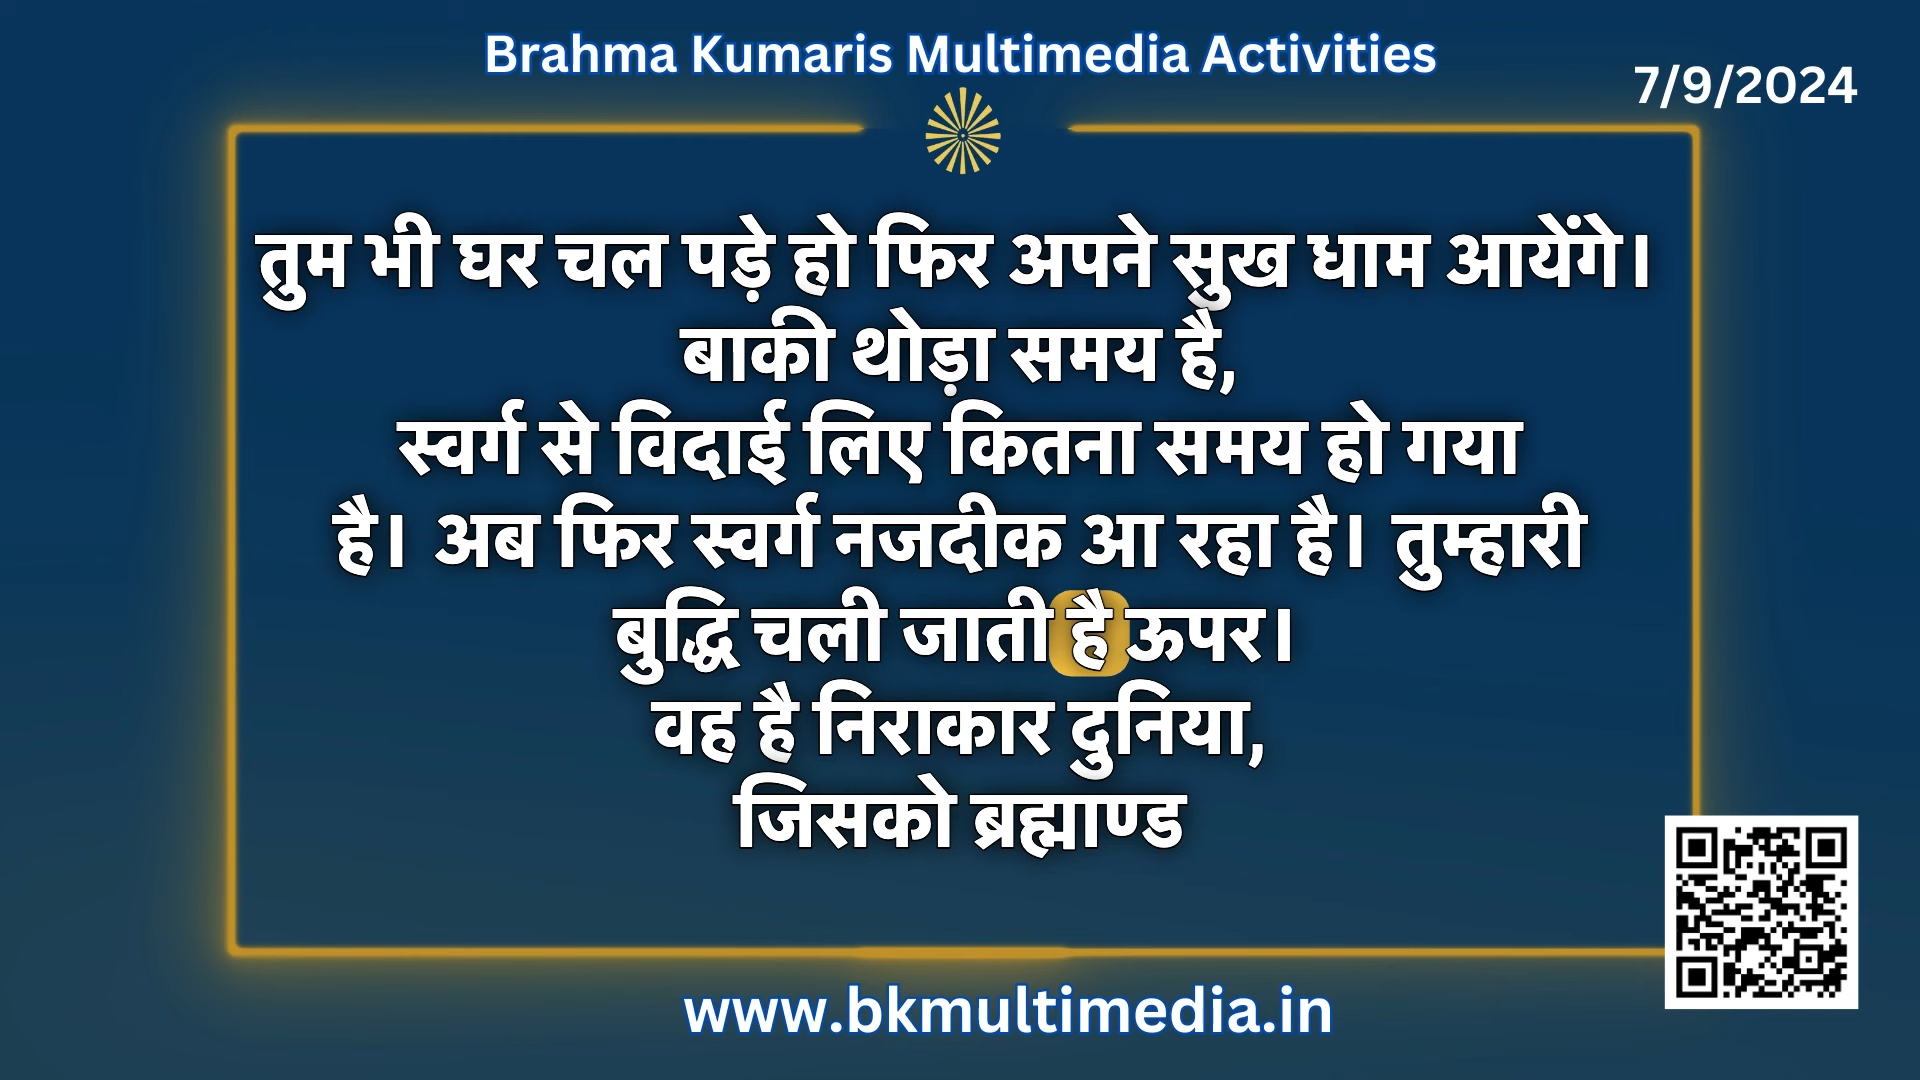 Brahma Kumaris Multimedia Activities
7/9/2024
तुम भी घर चल पड़े हो फिर अपने सुख धाम आयेंगे।
बाकी थोड़ा समय है,
स्वर्ग से विदाई लिए कितना समय हो गया
है। अब फिर स्वर्ग नजदीक आ रहा है। तुम्हारी
बुद्धि चली जाती है ऊपर।
वह है निराकार दुनिया,
जिसको ब्रह्माण्ड
www.bkmultimedia.in